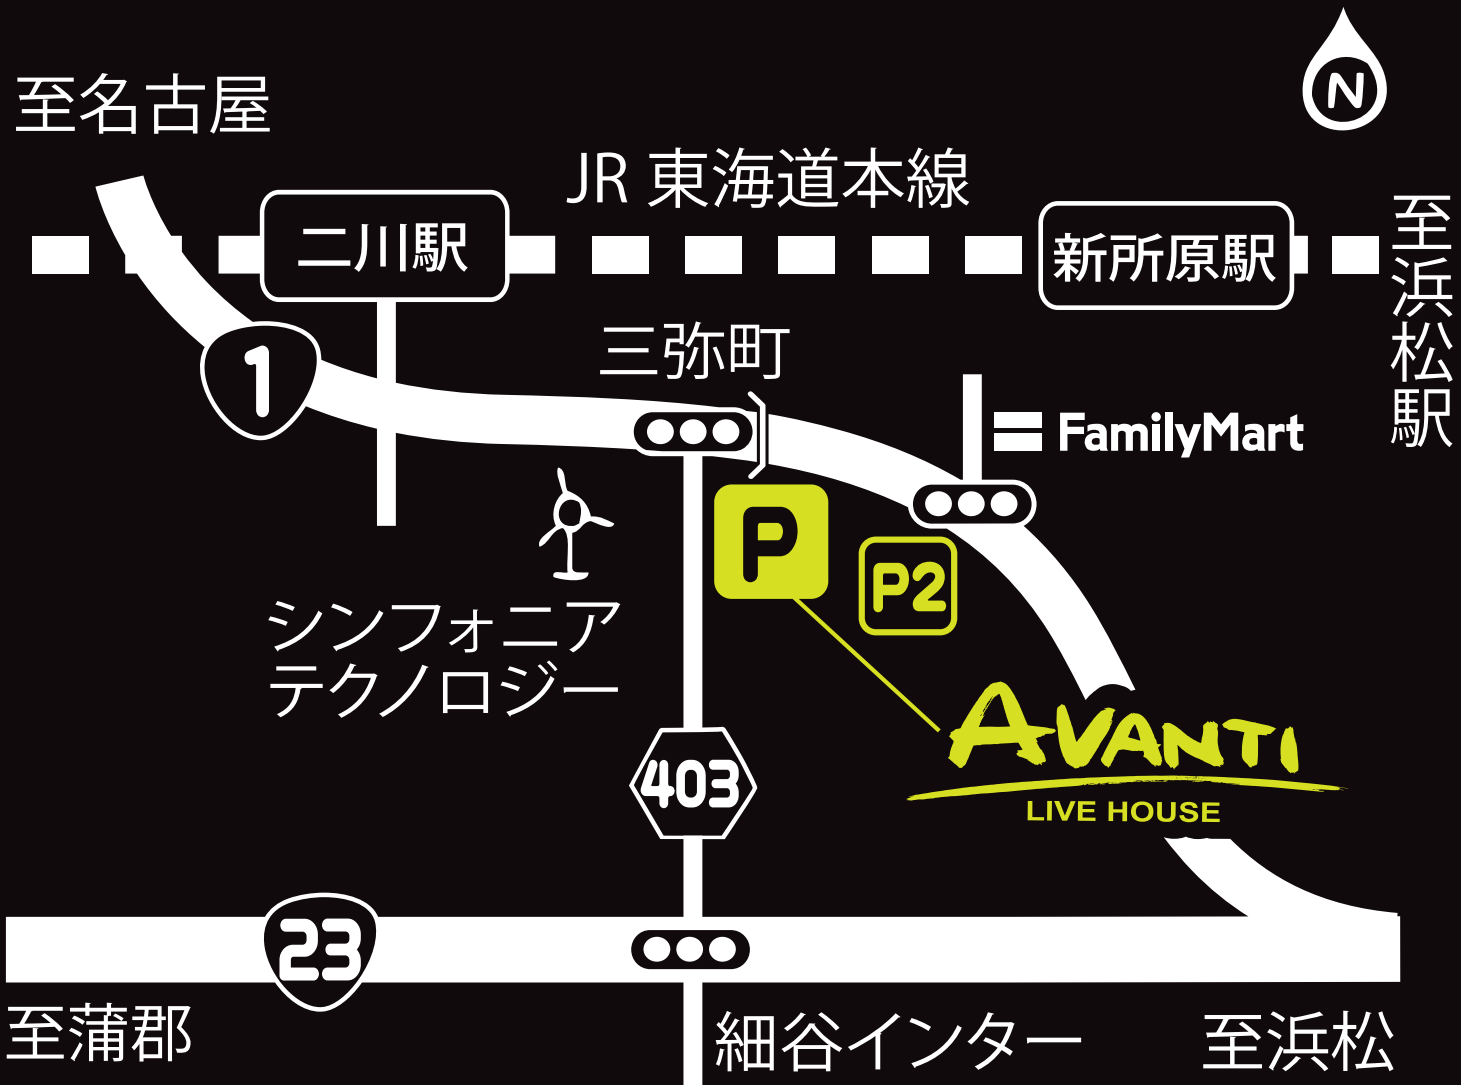 N
至名古屋
JR 東海道本線
二川駅
新所原駅
至浜松駅
三弥町
1
FamilyMart
P
P2
シンフォニア
テクノロジー
AVANTI
LIVE HOUSE
403
23
至蒲郡
細谷インター
至浜松